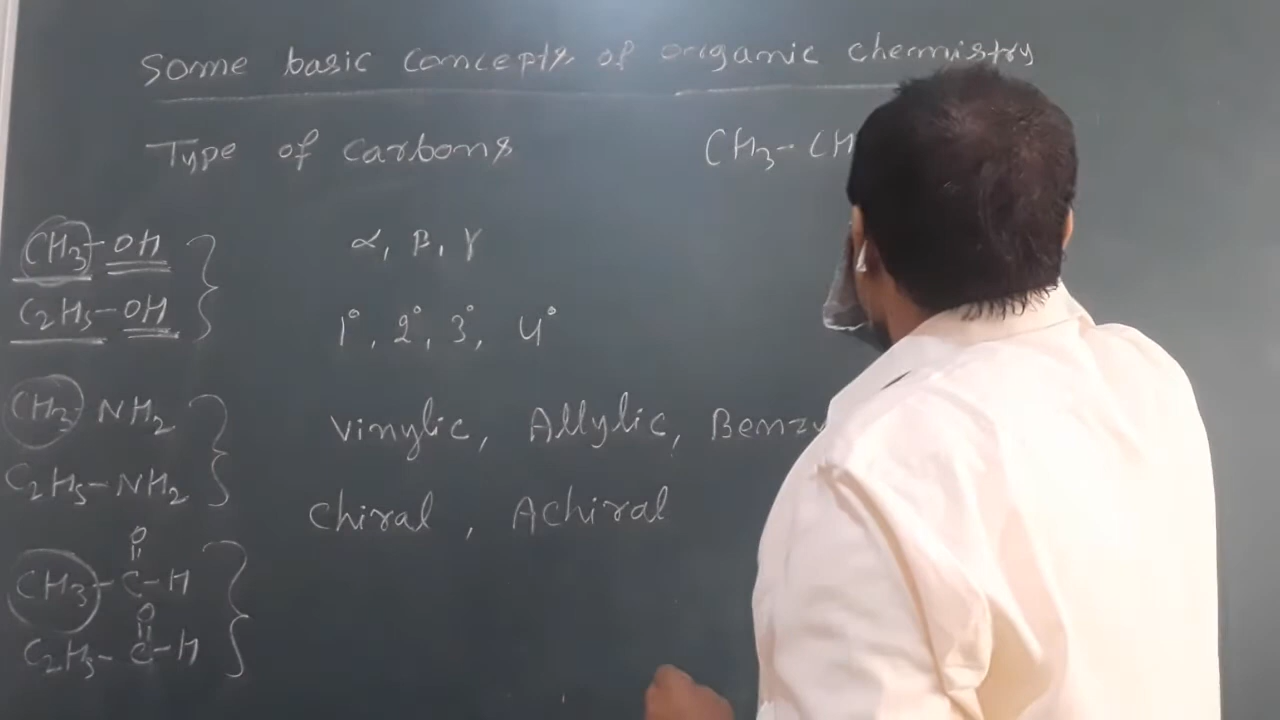 Some basic concepts of organic chemistry
Type of Carbons
CH3-CH
α, β, γ
1°, 2°, 3°, 4°
Vinylic, Allylic, Benzy
Chiral, Achiral
CH3-OH
C2H5-OH
CH3-NH2
C2H5-NH2
O
CH3-C-H
O
C2H5-C-H